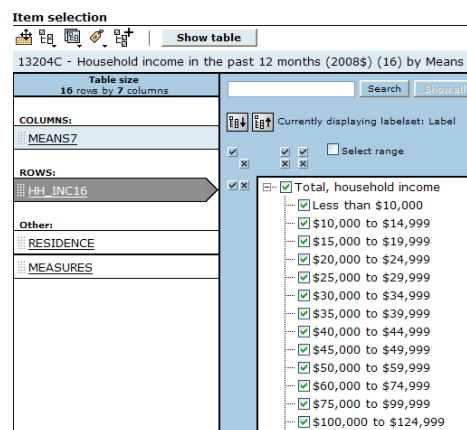 Item selection
Show table
13204C - Household income in the past 12 months (2008$) (16) by Means
Table size
16 rows by 7 columns
Search
Show all
COLUMNS:
MEANS7
Currently displaying labelset: Label
Select range
ROWS:
HH_INC16
Other:
RESIDENCE
MEASURES
Total, household income
Less than $10,000
$10,000 to $14,999
$15,000 to $19,999
$20,000 to $24,999
$25,000 to $29,999
$30,000 to $34,999
$35,000 to $39,999
$40,000 to $44,999
$45,000 to $49,999
$50,000 to $59,999
$60,000 to $74,999
$75,000 to $99,999
$100,000 to $124,999